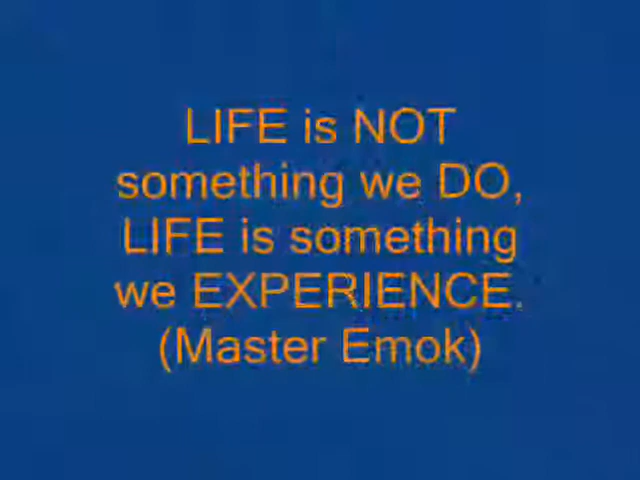 LIFE is NOT
something we DO,
LIFE is something
we EXPERIENCE.
(Master Emok)